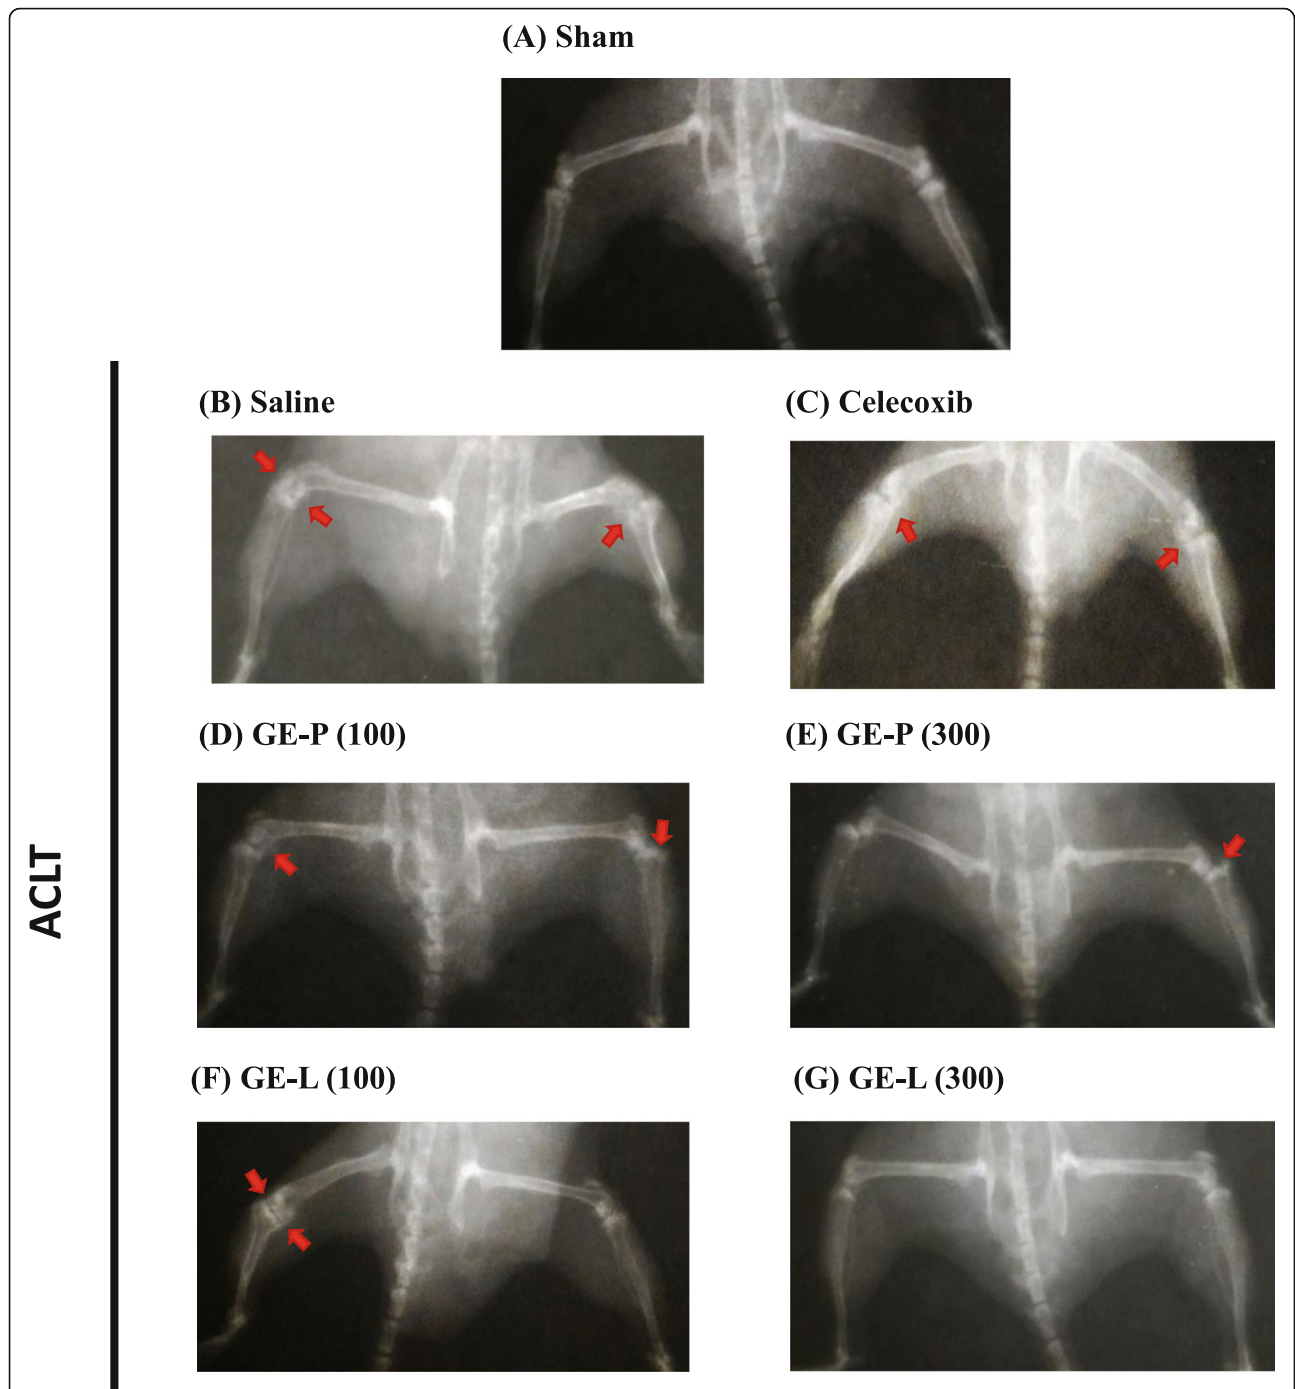 (A) Sham
(B) Saline
(C) Celecoxib
(D) GE-P (100)
(E) GE-P (300)
ACLT
(F) GE-L (100)
(G) GE-L (300)